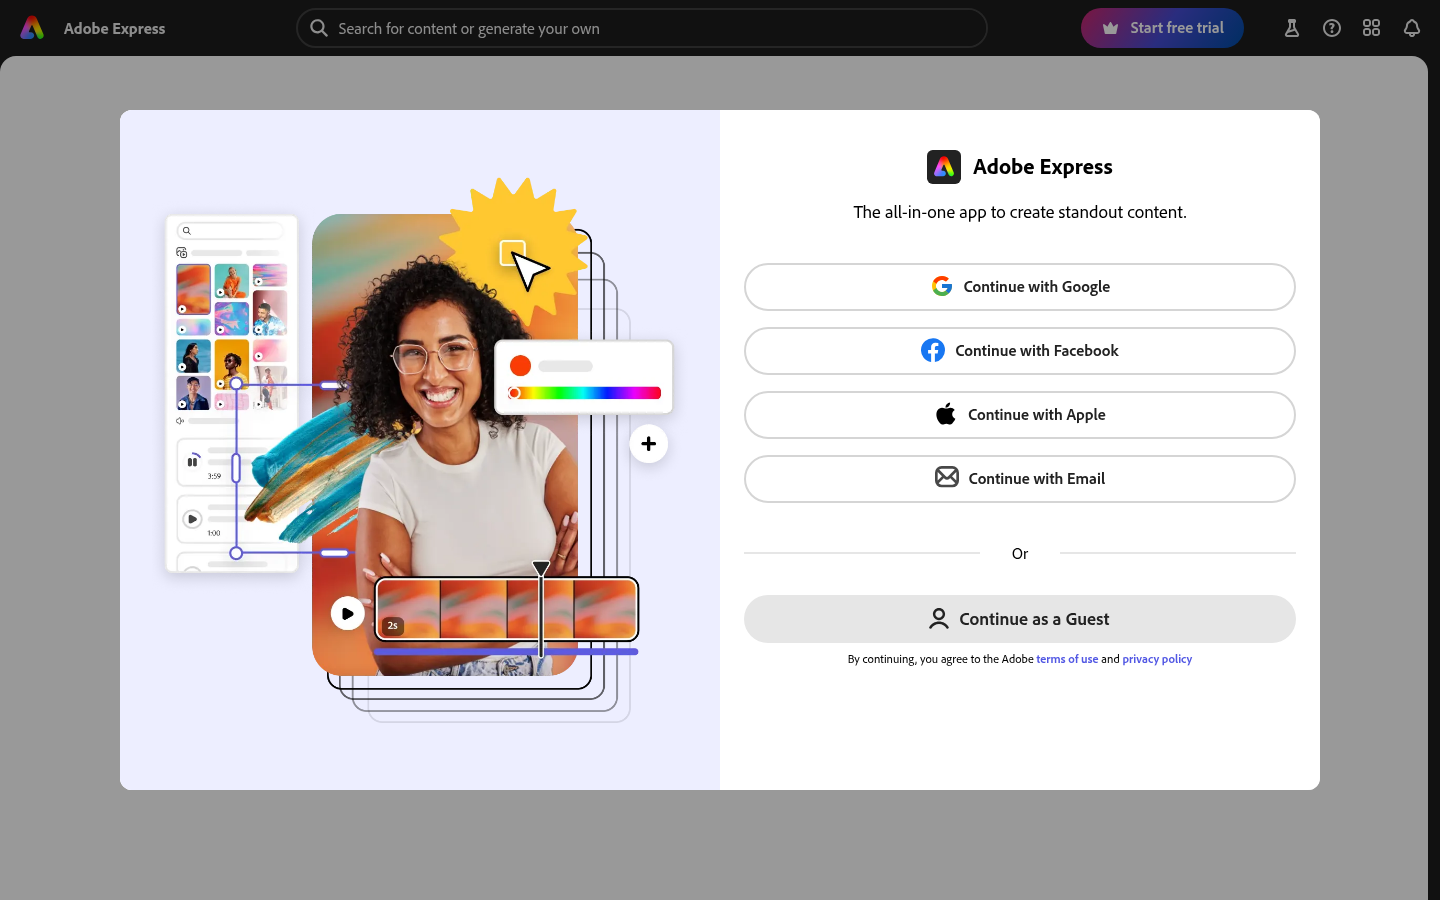 Adobe Express
Search for content or generate your own
Start free trial
3:59
1:00
2s
Adobe Express
The all-in-one app to create standout content.
Continue with Google
Continue with Facebook
Continue with Apple
Continue with Email
Or
Continue as a Guest
By continuing, you agree to the Adobe terms of use and privacy policy